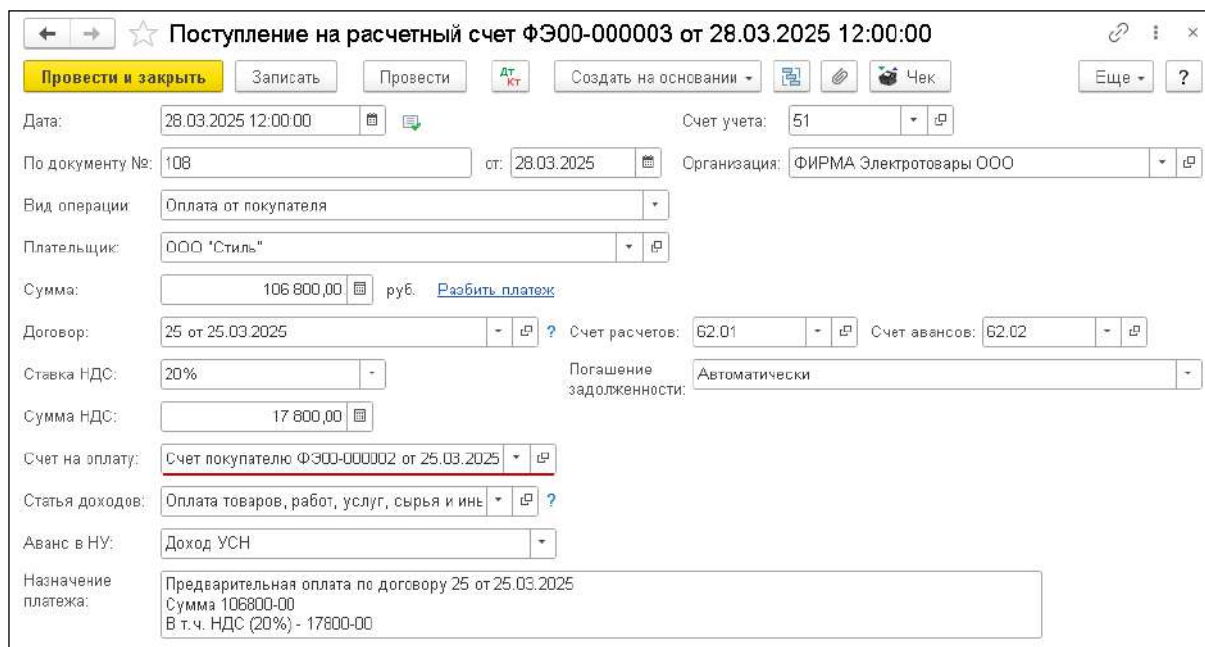 Поступление на расчетный счет ФЭ00-000003 от 28.03.2025 12:00:00
Провести и закрыть Записать Провести Дт Кт Создать на основании Чек Еще ?
Дата: 28.03.2025 12:00:00 Счет учета: 51
По документу №: 108 от: 28.03.2025 Организация: ФИРМА Электротовары ООО
Вид операции Оплата от покупателя
Плательщик: ООО "Стиль"
Сумма: 106 800,00 руб. Разбить платеж
Договор: 25 от 25.03.2025 ? Счет расчетов: 62.01 Счет авансов: 62.02
Ставка НДС: 20% Погашение задолженности: Автоматически
Сумма НДС: 17 800,00
Счет на оплату: Счет покупателю ФЭ00-000002 от 25.03.2025
Статья доходов: Оплата товаров, работ, услуг, сырья и ины ?
Аванс в НУ: Доход УСН
Назначение платежа:
Предварительная оплата по договору 25 от 25.03.2025
Сумма 106800-00
В т.ч. НДС (20%) - 17800-00